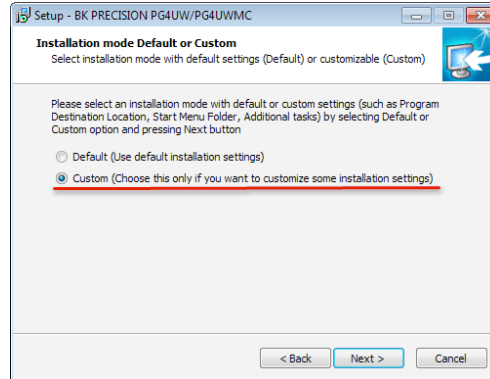 Setup - BK PRECISION PG4UW/PG4UWMC
Installation mode Default or Custom
Select installation mode with default settings (Default) or customizable (Custom)
Please select an installation mode with default or custom settings (such as Program
Destination Location, Start Menu Folder, Additional tasks) by selecting Default or
Custom option and pressing Next button
Default (Use default installation settings)
Custom (Choose this only if you want to customize some installation settings)
< Back
Next >
Cancel